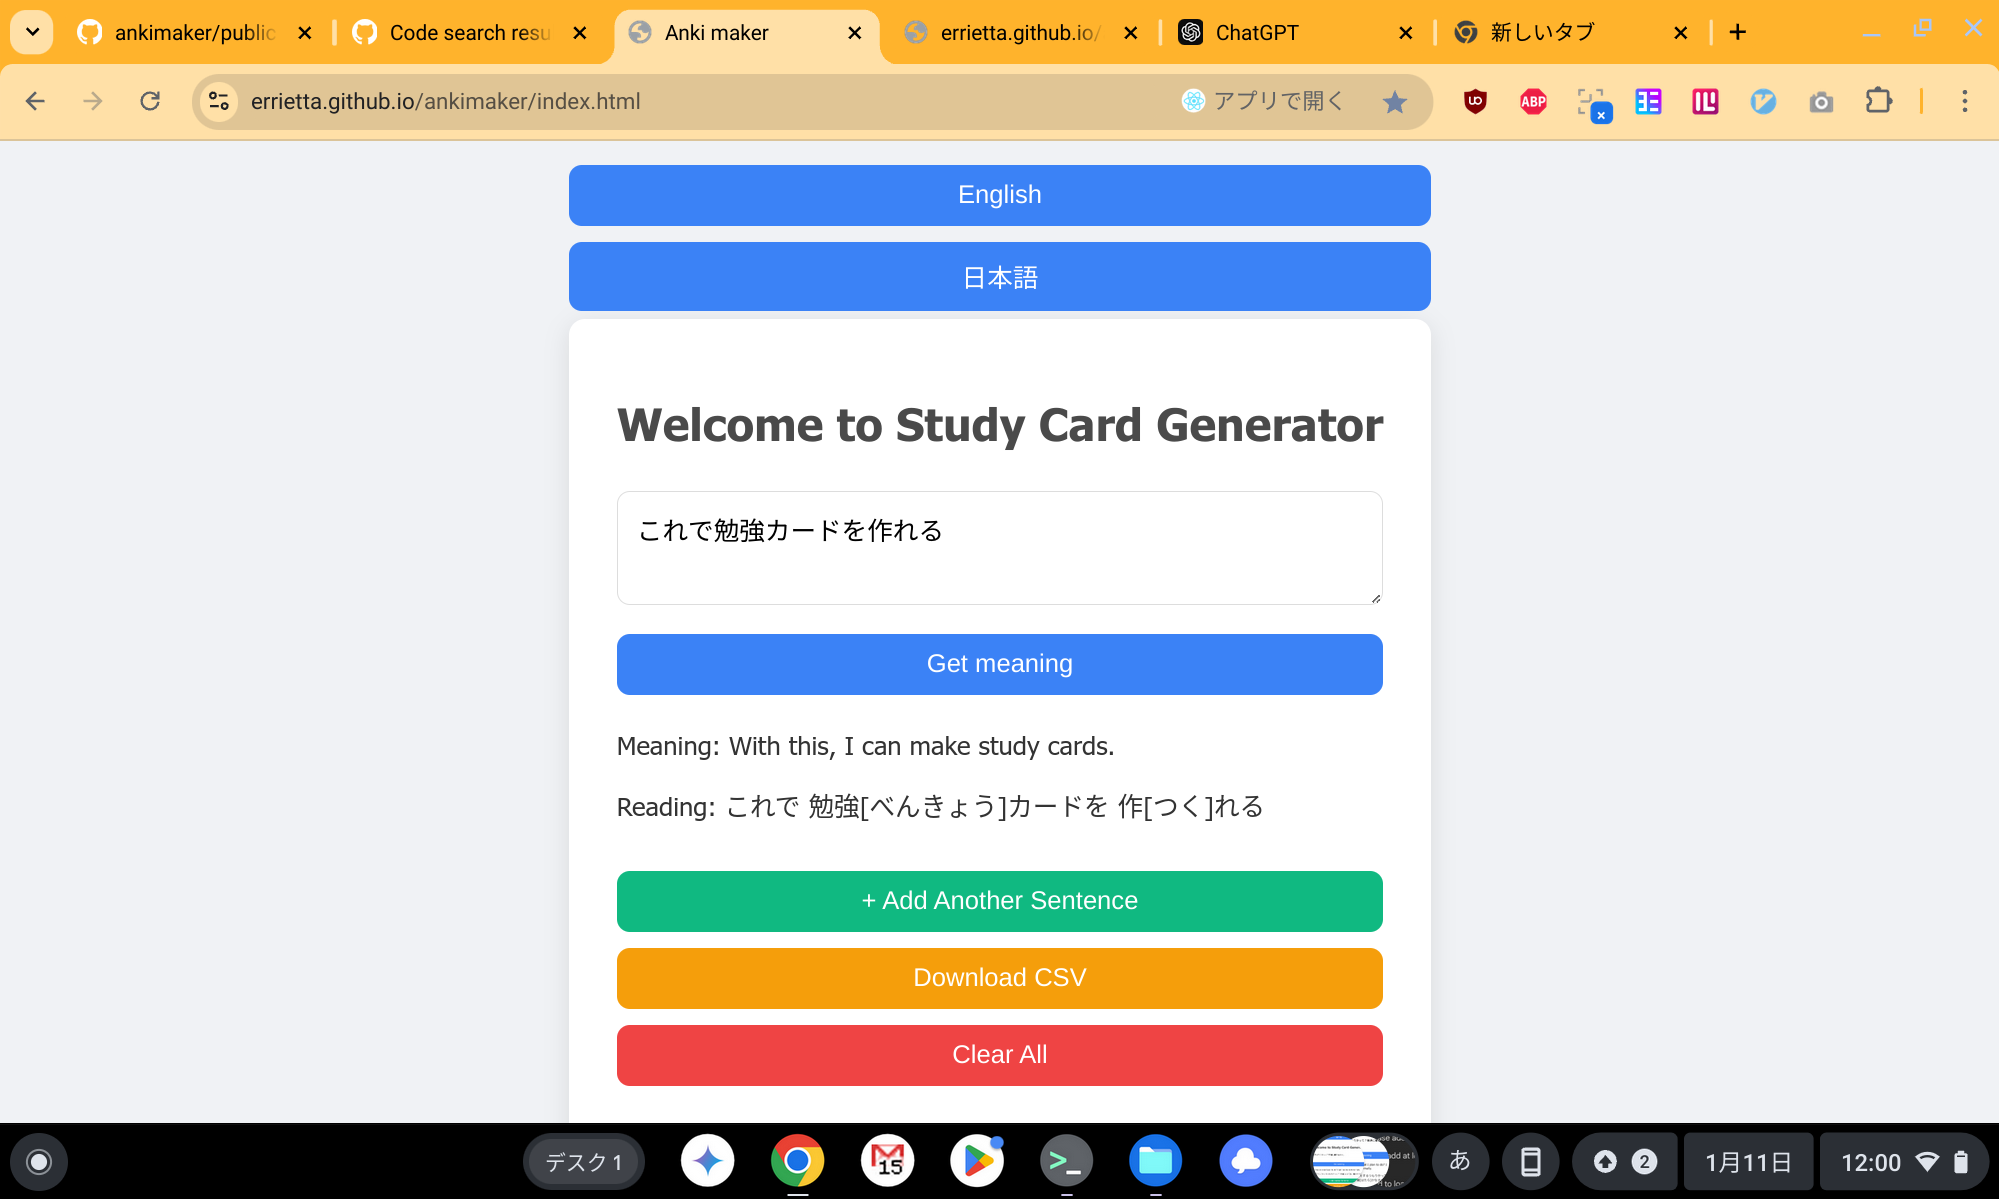 ankimaker/public
Code search resu
Anki maker
errietta.github.io/
ChatGPT
新しいタブ
errietta.github.io/ankimaker/index.html
アプリで開く
ABP
English
日本語
Welcome to Study Card Generator
これで勉強カードを作れる
Get meaning
Meaning: With this, I can make study cards.
Reading: これで 勉強[べんきょう]カードを 作[つく]れる
+ Add Another Sentence
Download CSV
Clear All
デスク 1
15
あ
2
1月11日
12:00